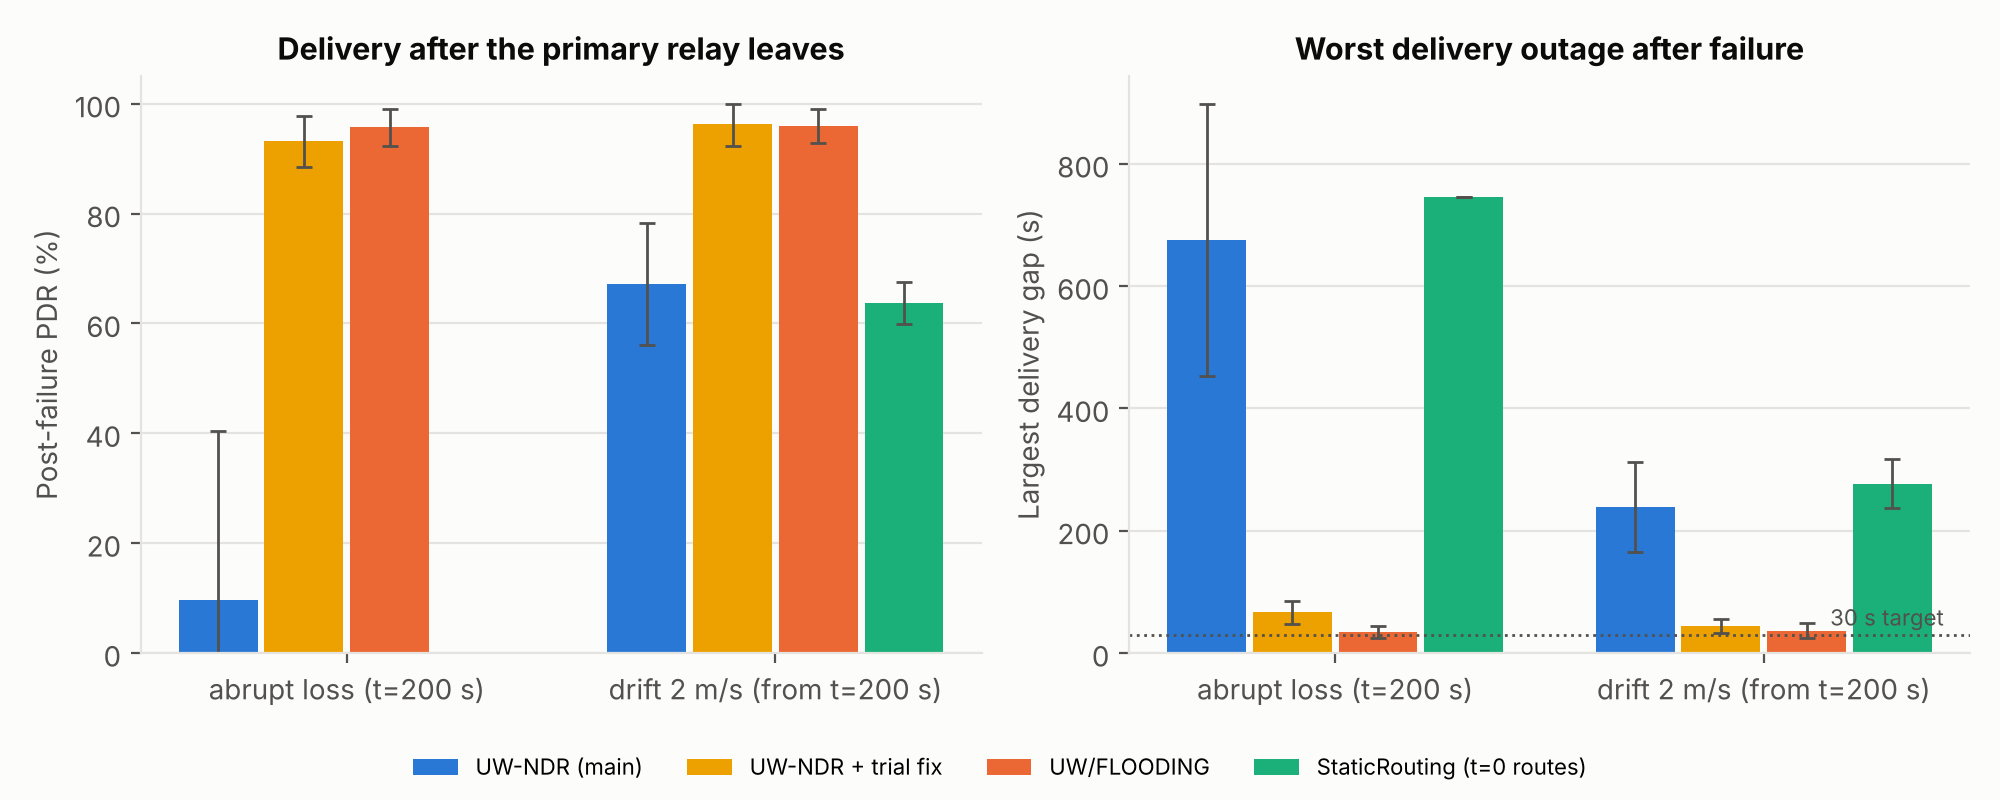 Delivery after the primary relay leaves
Post-failure PDR (%)
100
80
60
40
20
0
abrupt loss (t=200 s)
drift 2 m/s (from t=200 s)
Worst delivery outage after failure
Largest delivery gap (s)
800
600
400
200
0
30 s target
abrupt loss (t=200 s)
drift 2 m/s (from t=200 s)
UW-NDR (main)
UW-NDR + trial fix
UW/FLOODING
StaticRouting (t=0 routes)